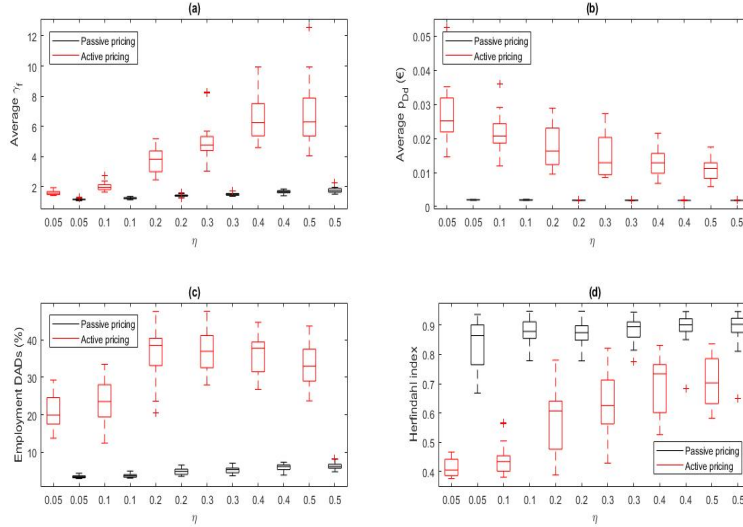 (a)
Passive pricing
Active pricing
Average γf
12
10
8
6
4
2
0.05 0.05 0.1 0.1 0.2 0.2 0.3 0.3 0.4 0.4 0.5 0.5
η
(b)
Passive pricing
Active pricing
Average pDd (€)
0.05
0.04
0.03
0.02
0.01
0
0.05 0.05 0.1 0.1 0.2 0.2 0.3 0.3 0.4 0.4 0.5 0.5
η
(c)
Passive pricing
Active pricing
Employment DADs (%)
40
30
20
10
0.05 0.05 0.1 0.1 0.2 0.2 0.3 0.3 0.4 0.4 0.5 0.5
η
(d)
Herfindahl index
0.9
0.8
0.7
0.6
0.5
0.4
Passive pricing
Active pricing
0.05 0.05 0.1 0.1 0.2 0.2 0.3 0.3 0.4 0.4 0.5 0.5
η